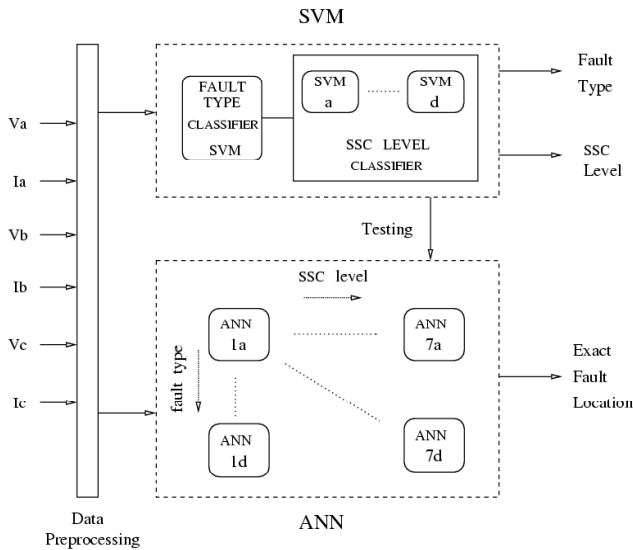 SVM
FAULT
TYPE
CLASSIFIER
SVM
SVM
a
SVM
d
SSC LEVEL
CLASSIFIER
Fault
Type
SSC
Level
Va
Ia
Vb
Ib
Vc
Ic
Testing
SSC level
fault type
ANN
1a
ANN
7a
ANN
1d
ANN
7d
Exact
Fault
Location
Data
Preprocessing
ANN